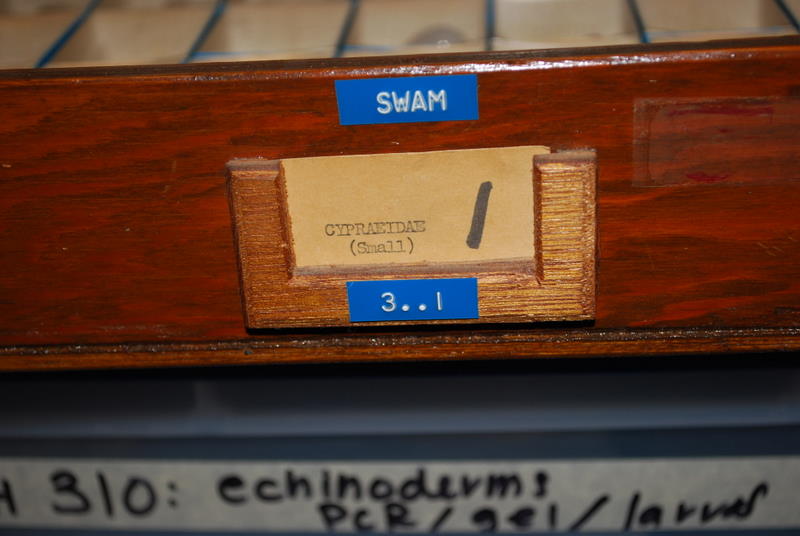 SWAM
CYPRAEIDAE
(Small)
1
3..1
310: echinoderms
PCR/gel/larvae